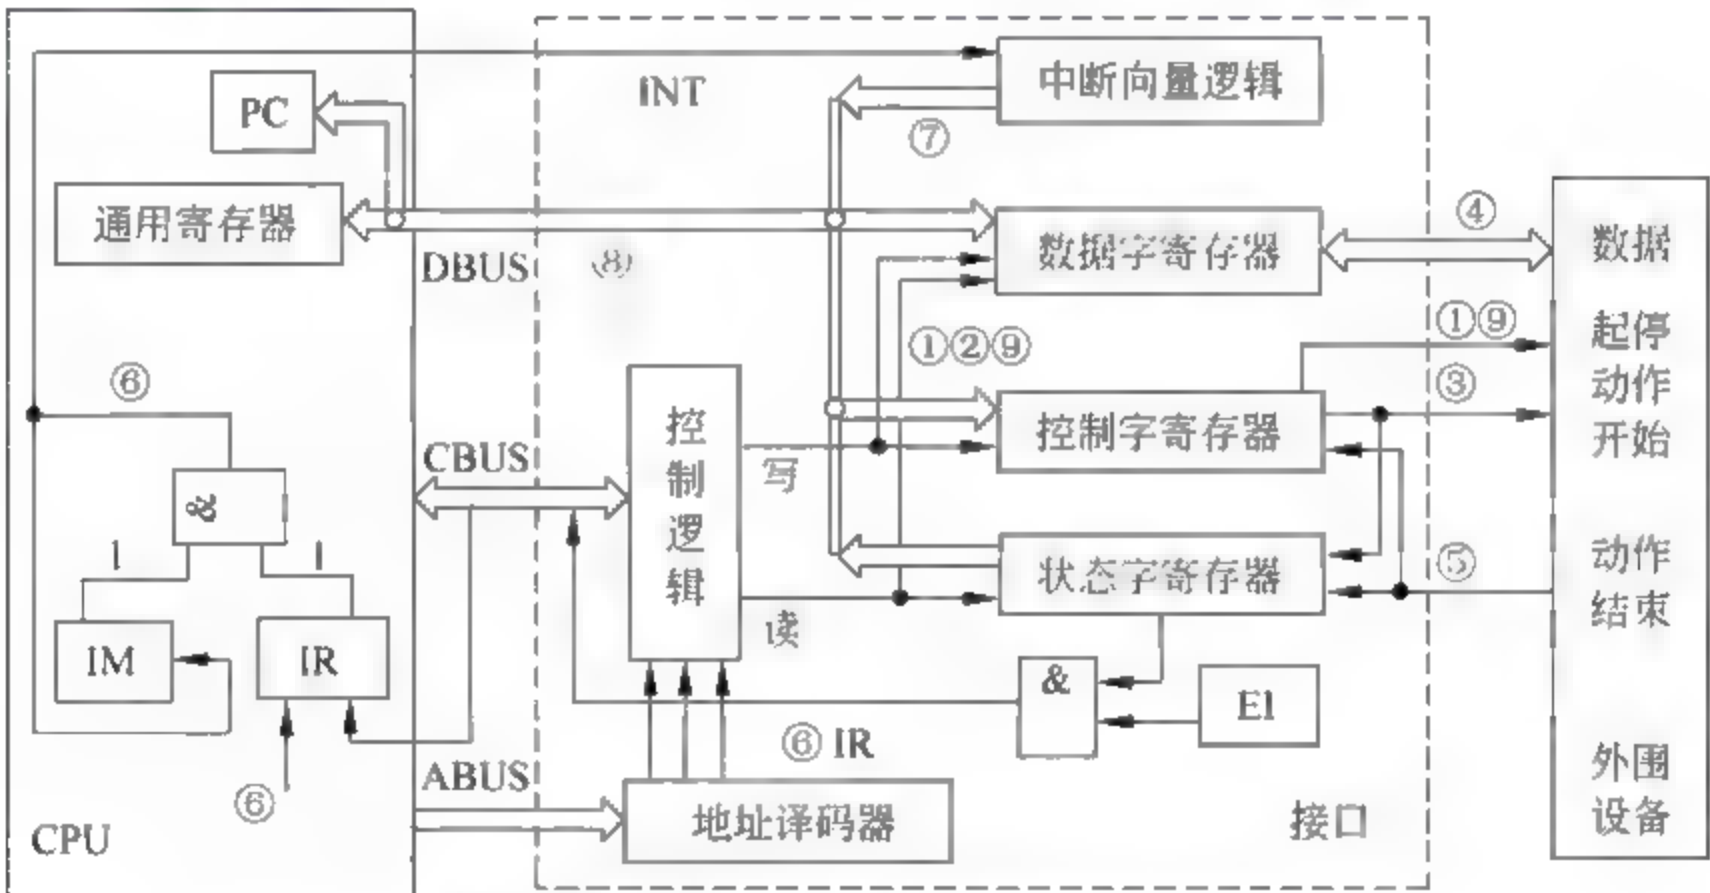 中断向量逻辑
INT
PC
⑦
通用寄存器
④
数据
数据字寄存器
DBUS
⑧
①⑨
起停
①②⑨
⑥
③
动作
控
制
逻
辑
控制字寄存器
开始
CBUS
写
&
1
1
动作
状态字寄存器
⑤
结束
读
IM
IR
&
EI
⑥ IR
外围
设备
ABUS
⑥
地址译码器
接口
CPU